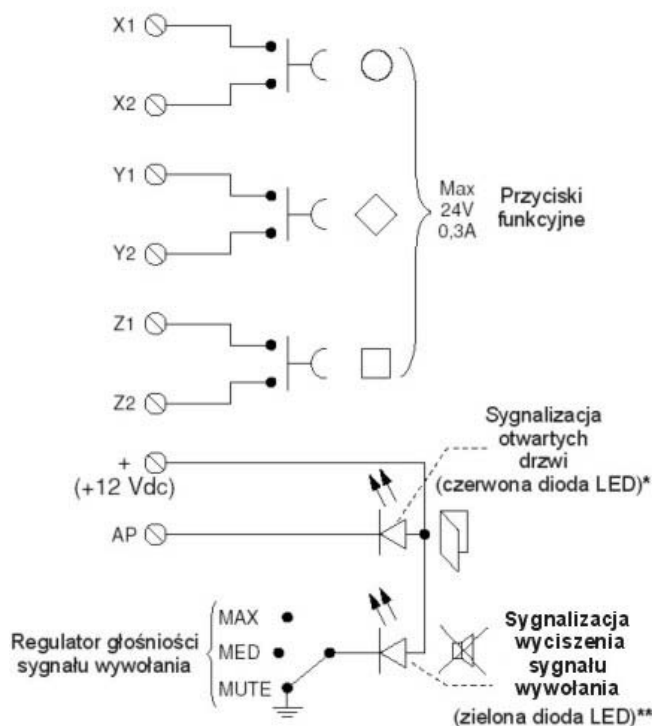 X1
X2
Y1
Y2
Max
24V
0,3A
Przyciski
funkcyjne
Z1
Z2
+
(+12 Vdc)
Sygnalizacja
otwartych
drzwi
(czerwona dioda LED)*
AP
Regulator głośniości
sygnału wywołania
MAX
MED
MUTE
Sygnalizacja
wyciszenia
sygnału
wywołania
(zielona dioda LED)**